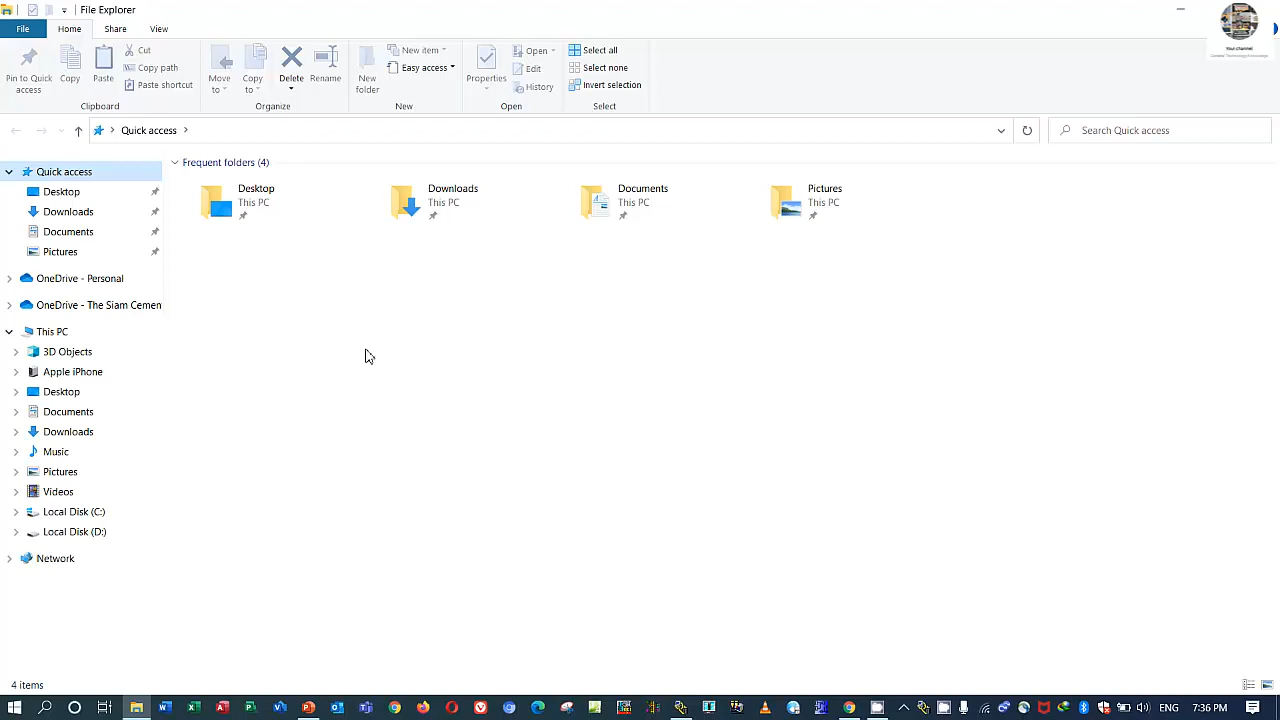 File Explorer
File Home Share View
Pin to Quick access
Copy
Paste
Cut
Copy path
Paste shortcut
Clipboard
Move to
Copy to
Delete
Rename
Organize
New folder
New item
Easy access
New
Properties
Open
Edit
History
Open
Select all
Select none
Invert selection
Select
Quick access
Search Quick access
Quick access
Desktop
Downloads
Documents
Pictures
OneDrive - Personal
OneDrive - The Siam Cemen
This PC
3D Objects
Apple iPhone
Desktop
Documents
Downloads
Music
Pictures
Videos
Local Disk (C:)
Local Disk (D:)
Network
Frequent folders (4)
Desktop
This PC
Downloads
This PC
Documents
This PC
Pictures
This PC
4 items
ENG 7:36 PM